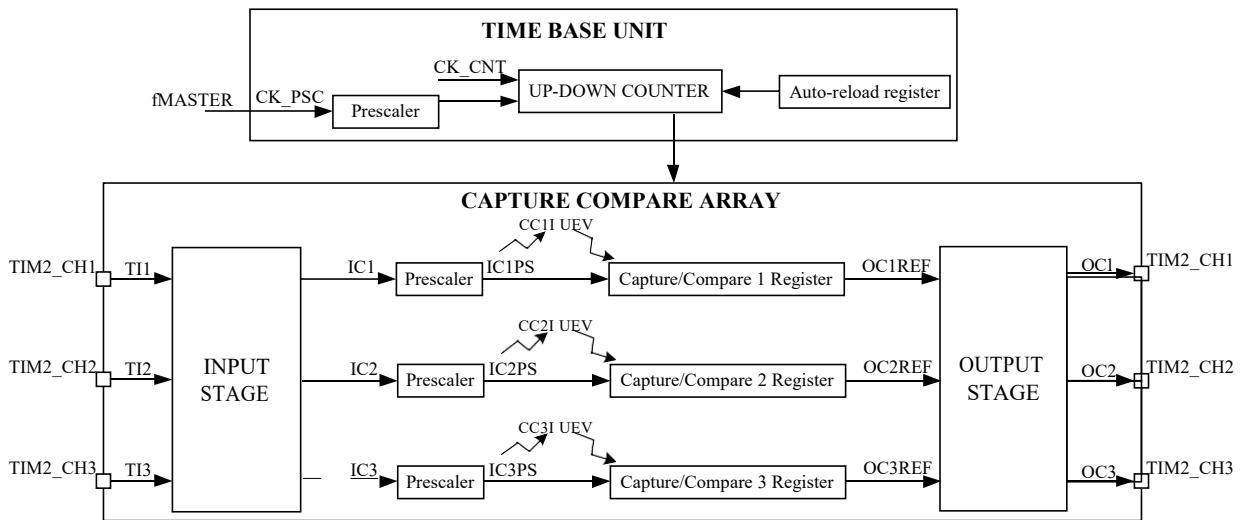 TIME BASE UNIT
CK_CNT
fMASTER CK_PSC
Prescaler
UP-DOWN COUNTER
Auto-reload register
CAPTURE COMPARE ARRAY
CC1I UEV
TIM2_CH1 TI1 IC1 Prescaler IC1PS Capture/Compare 1 Register OC1REF OC1 TIM2_CH1
CC2I UEV
TIM2_CH2 TI2 INPUT STAGE IC2 Prescaler IC2PS Capture/Compare 2 Register OC2REF OUTPUT STAGE OC2 TIM2_CH2
CC3I UEV
TIM2_CH3 TI3 IC3 Prescaler IC3PS Capture/Compare 3 Register OC3REF OC3 TIM2_CH3